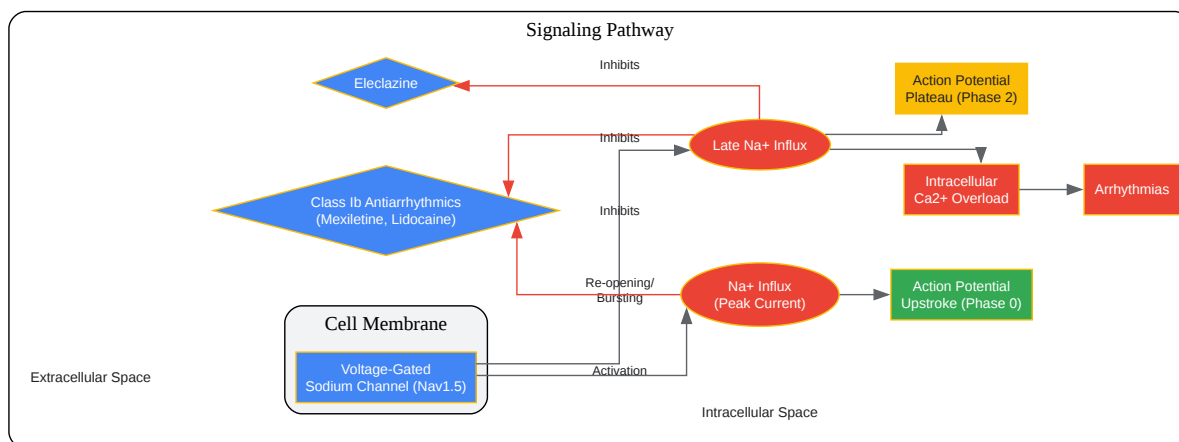 Signaling Pathway
Inhibits
Eleclazine
Action Potential
Plateau (Phase 2)
Inhibits
Late Na+ Influx
Intracellular
Ca2+ Overload
Arrhythmias
Class Ib Antiarrhythmics
(Mexiletine, Lidocaine)
Inhibits
Re-opening/
Bursting
Na+ Influx
(Peak Current)
Action Potential
Upstroke (Phase 0)
Cell Membrane
Voltage-Gated
Sodium Channel (Nav1.5)
Activation
Extracellular Space
Intracellular Space